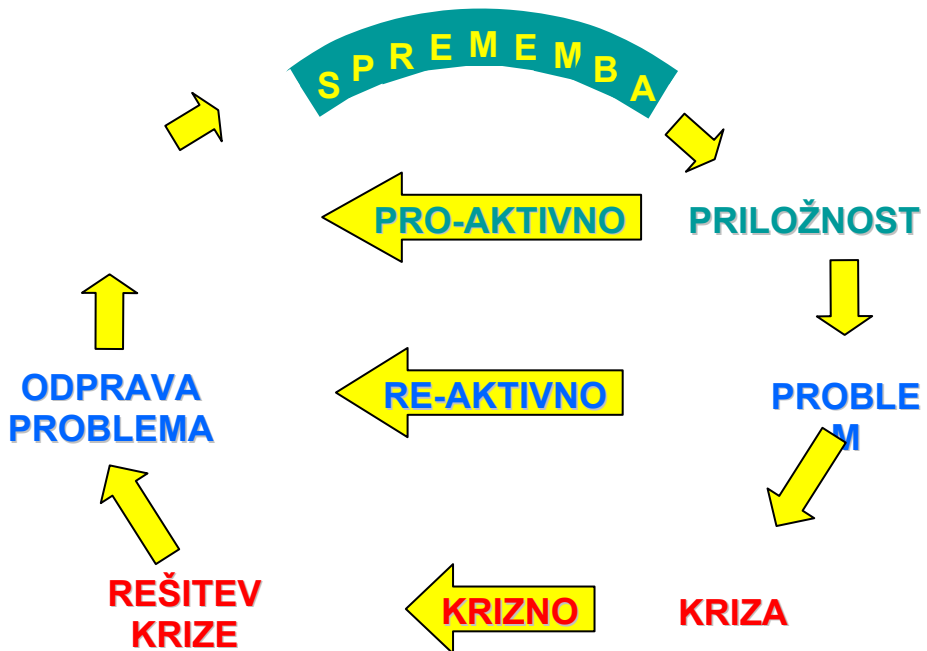 SPREMEMBA
PRO-AKTIVNO PRILOŽNOST
ODPRAVA
PROBLEMA
RE-AKTIVNO
PROBLE
M
REŠITEV
KRIZE
KRIZNO
KRIZA